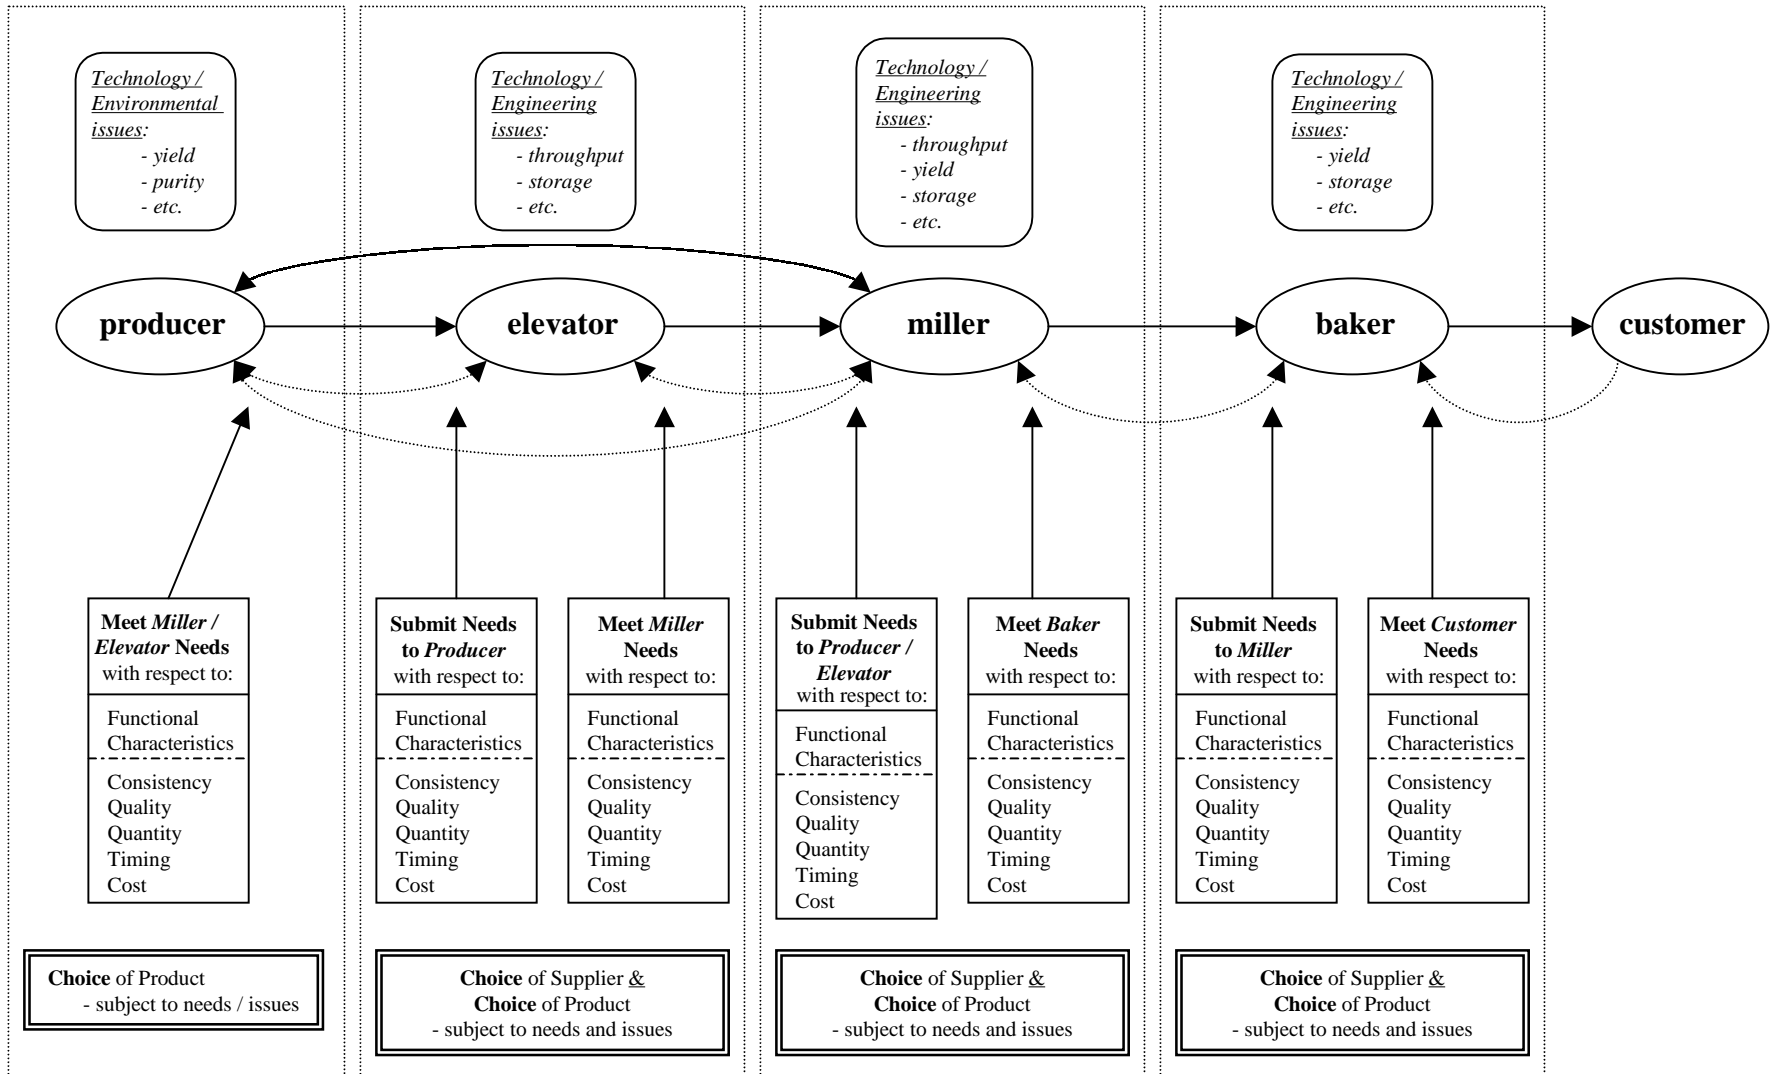 Technology /
Environmental
issues:
- yield
- purity
- etc.
Technology /
Engineering
issues:
- throughput
- storage
- etc.
Technology /
Engineering
issues:
- throughput
- yield
- storage
- etc.
Technology /
Engineering
issues:
- yield
- storage
- etc.
producer
elevator
miller
baker
customer
Meet Miller /
Elevator Needs
with respect to:
Functional
Characteristics
Consistency
Quality
Quantity
Timing
Cost
Submit Needs
to Producer
with respect to:
Functional
Characteristics
Consistency
Quality
Quantity
Timing
Cost
Meet Miller
Needs
with respect to:
Functional
Characteristics
Consistency
Quality
Quantity
Timing
Cost
Submit Needs
to Producer /
Elevator
with respect to:
Functional
Characteristics
Consistency
Quality
Quantity
Timing
Cost
Meet Baker
Needs
with respect to:
Functional
Characteristics
Consistency
Quality
Quantity
Timing
Cost
Submit Needs
to Miller
with respect to:
Functional
Characteristics
Consistency
Quality
Quantity
Timing
Cost
Meet Customer
Needs
with respect to:
Functional
Characteristics
Consistency
Quality
Quantity
Timing
Cost
Choice of Product
- subject to needs / issues
Choice of Supplier &
Choice of Product
- subject to needs and issues
Choice of Supplier &
Choice of Product
- subject to needs and issues
Choice of Supplier &
Choice of Product
- subject to needs and issues